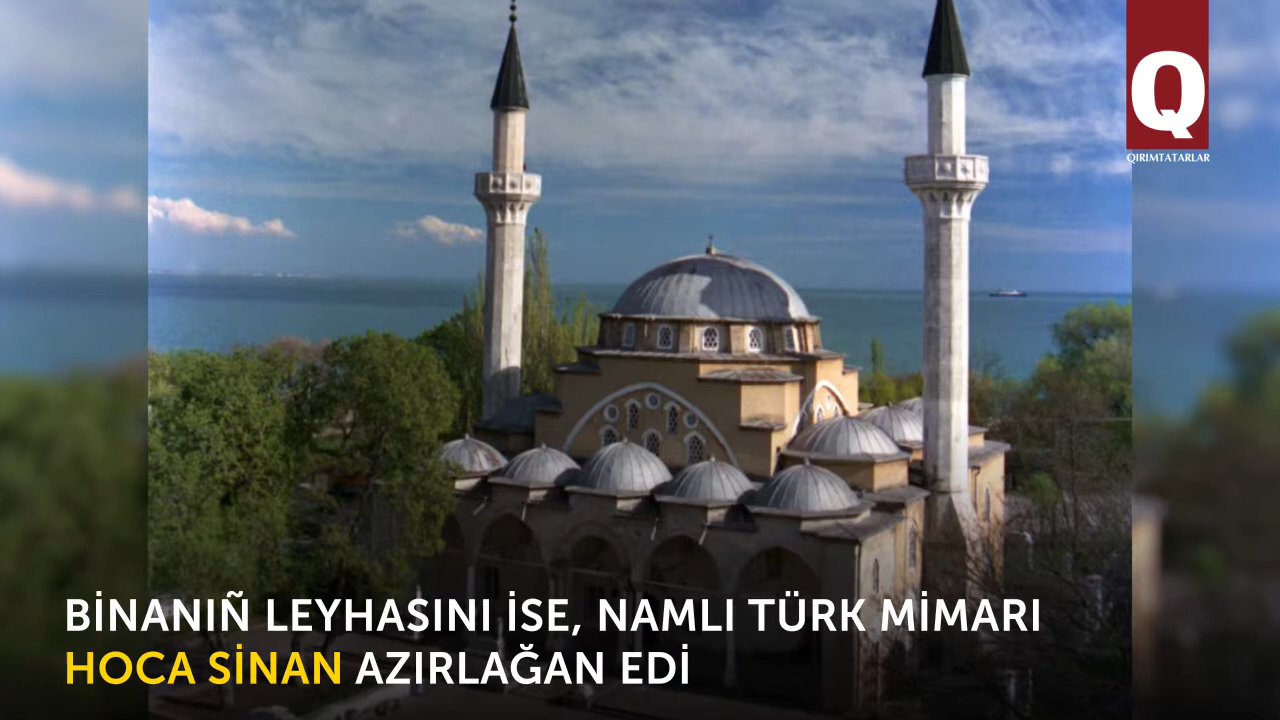 Q
QIRIMTATARLAR
BİNANIÑ LEYHASINI İSE, NAMLI TÜRK MİMARI
HOCA SİNAN AZIRLAĞAN EDİ